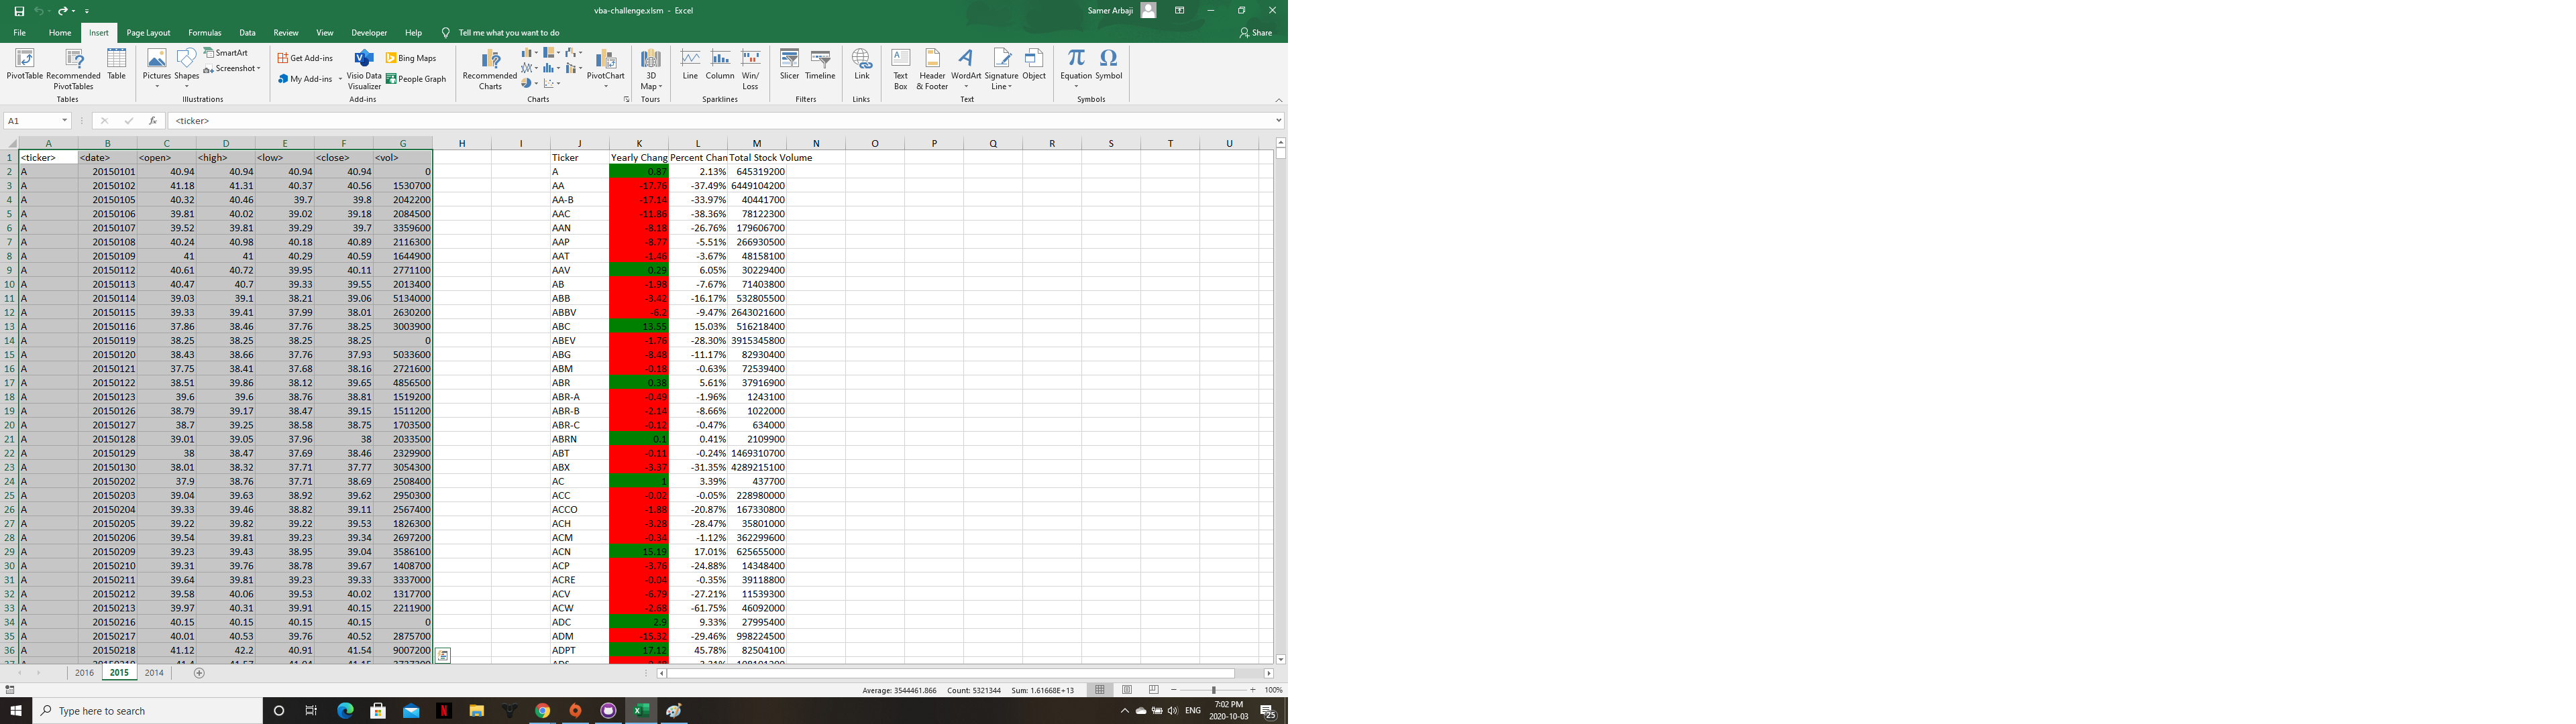 vba-challenge.xlsm - Excel
Samer Arbaji
File Home Insert Page Layout Formulas Data Review View Developer Help Tell me what you want to do Share
PivotTable Recommended PivotTables Table Pictures Shapes SmartArt Screenshot Get Add-ins My Add-ins Visio Data Visualizer Bing Maps People Graph Recommended Charts PivotChart 3D Map Line Column Win/Loss Slicer Timeline Link Text Box Header & Footer WordArt Signature Line Object Equation Symbol
Tables Illustrations Add-ins Charts Tours Sparklines Filters Links Text Symbols
A1 fx <ticker>
A B C D E F G H I J K L M N O P Q R S T U
1 <ticker> <date> <open> <high> <low> <close> <vol> Ticker Yearly Chang Percent Chan Total Stock Volume
2 A 20150101 40.94 40.94 40.94 40.94 0 A 0.87 2.13% 645319200
3 A 20150102 41.18 41.31 40.37 40.56 1530700 AA -17.76 -37.49% 6449104200
4 A 20150105 40.32 40.46 39.7 39.8 2042200 AA-B -17.14 -33.97% 40441700
5 A 20150106 39.81 40.02 39.02 39.18 2084500 AAC -11.86 -38.36% 78122300
6 A 20150107 39.52 39.81 39.29 39.7 3359600 AAN -8.18 -26.76% 179606700
7 A 20150108 40.24 40.98 40.18 40.89 2116300 AAP -8.77 -5.51% 266930500
8 A 20150109 41 41 40.29 40.59 1644900 AAT -1.46 -3.67% 48158100
9 A 20150112 40.61 40.72 39.95 40.11 2771100 AAV 0.29 6.05% 30229400
10 A 20150113 40.47 40.7 39.33 39.55 2013400 AB -1.98 -7.67% 71403800
11 A 20150114 39.03 39.1 38.21 39.06 5134000 ABB -3.42 -16.17% 532805500
12 A 20150115 39.33 39.41 37.99 38.01 2630200 ABBV -6.2 -9.47% 2643021600
13 A 20150116 37.86 38.46 37.76 38.25 3003900 ABC 13.55 15.03% 516218400
14 A 20150119 38.25 38.25 38.25 38.25 0 ABEV -1.76 -28.30% 3915345800
15 A 20150120 38.43 38.66 37.76 37.93 5033600 ABG -8.48 -11.17% 82930400
16 A 20150121 37.75 38.41 37.68 38.16 2721600 ABM -0.18 -0.63% 72539400
17 A 20150122 38.51 39.86 38.12 39.65 4856500 ABR 0.38 5.61% 37916900
18 A 20150123 39.6 39.6 38.76 38.81 1519200 ABR-A -0.49 -1.96% 1243100
19 A 20150126 38.79 39.17 38.47 39.15 1511200 ABR-B -2.14 -8.66% 1022000
20 A 20150127 38.7 39.25 38.58 38.75 1703500 ABR-C -0.12 -0.47% 634000
21 A 20150128 39.01 39.05 37.96 38 2033500 ABRN 0.1 0.41% 2109900
22 A 20150129 38 38.47 37.69 38.46 2329900 ABT -0.11 -0.24% 1469310700
23 A 20150130 38.01 38.32 37.71 37.77 3054300 ABX -3.37 -31.35% 4289215100
24 A 20150202 37.9 38.76 37.71 38.69 2508400 AC 1 3.39% 437700
25 A 20150203 39.04 39.63 38.92 39.62 2950300 ACC -0.02 -0.05% 228980000
26 A 20150204 39.33 39.46 38.82 39.11 2567400 ACCO -1.88 -20.87% 167330800
27 A 20150205 39.22 39.82 39.22 39.53 1826300 ACH -3.28 -28.47% 35801000
28 A 20150206 39.54 39.81 39.23 39.34 2697200 ACM -0.34 -1.12% 362299600
29 A 20150209 39.23 39.43 38.95 39.04 3586100 ACN 15.19 17.01% 625655000
30 A 20150210 39.31 39.76 38.78 39.67 1408700 ACP -3.76 -24.88% 14348400
31 A 20150211 39.64 39.81 39.23 39.33 3337000 ACRE -0.04 -0.35% 39118800
32 A 20150212 39.58 40.06 39.53 40.02 1317700 ACV -6.79 -27.21% 11539300
33 A 20150213 39.97 40.31 39.91 40.15 2211900 ACW -2.68 -61.75% 46092000
34 A 20150216 40.15 40.15 40.15 40.15 0 ADC 2.9 9.33% 27995400
35 A 20150217 40.01 40.53 39.76 40.52 2875700 ADM -15.32 -29.46% 998224500
36 A 20150218 41.12 42.2 40.91 41.54 9007200 ADPT 17.12 45.78% 82504100
2016 2015 2014
Average: 3544461.866 Count: 5321344 Sum: 1.61668E+13 100%
Type here to search
ENG 7:02 PM
2020-10-03 25